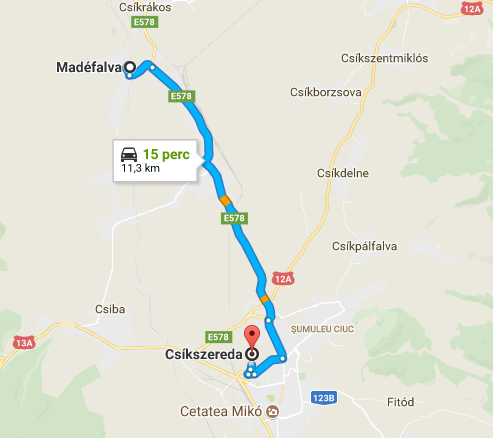 Csíkrákos
E578
12A
Madéfalva
Csíkszentmiklós
E578
Csíkborzsova
15 perc
11,3 km
Csíkdelne
E578
Csíkpálfalva
12A
Csiba
ŞUMULEU CIUC
E578
13A
Csíkszereda
123B
Fitód
Cetatea Mikó